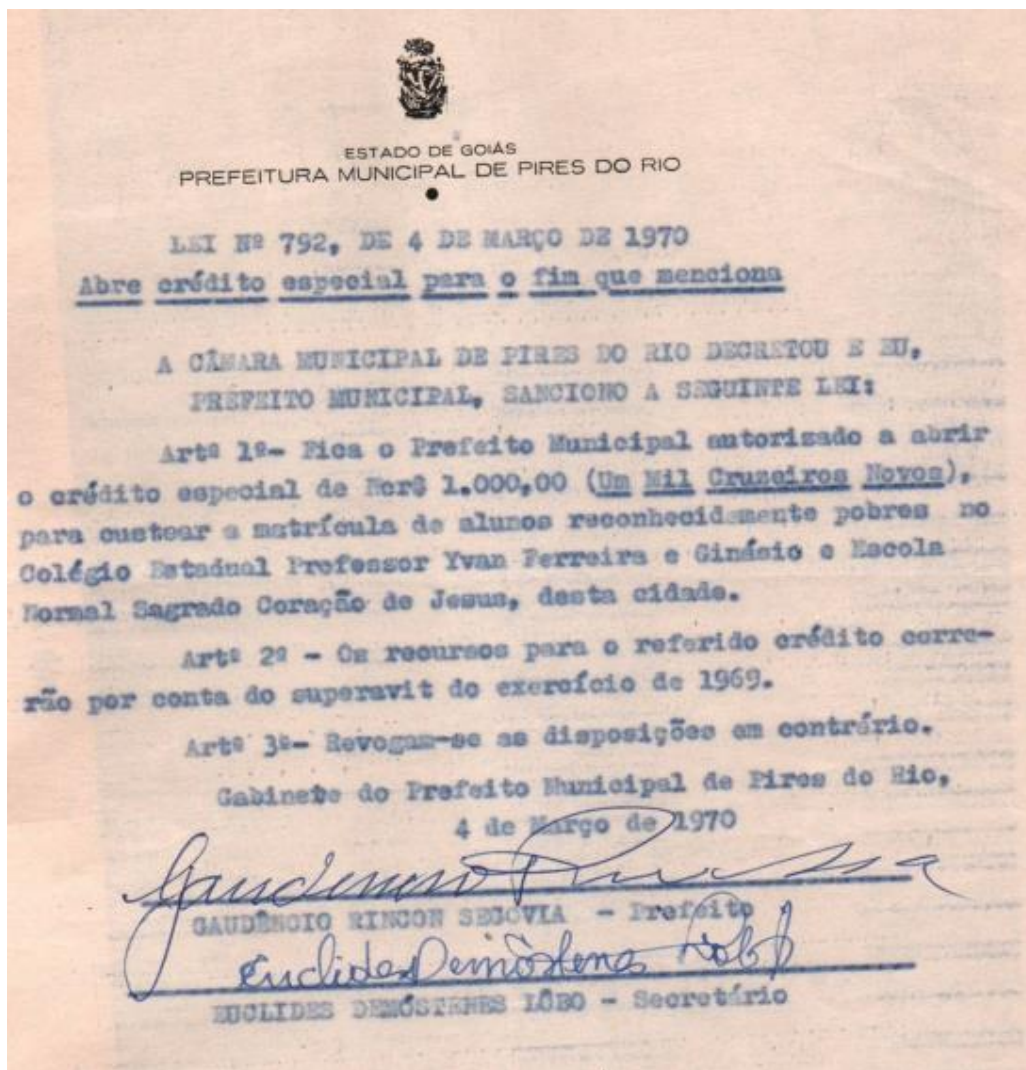 ESTADO DE GOIÁS
PREFEITURA MUNICIPAL DE PIRES DO RIO
LEI Nº 792, DE 4 DE MARÇO DE 1970
Abre crédito especial para o fim que menciona
A CÂMARA MUNICIPAL DE PIRES DO RIO DECRETOU E EU,
PREFEITO MUNICIPAL, SANCIONO A SEGUINTE LEI:
Artº 1º- Fica o Prefeito Municipal autorizado a abrir
o crédito especial de Ncr$ 1.000,00 (Um Mil Cruzeiros Novos),
para custear a matrícula de alunos reconhecidamente pobres no
Colégio Estadual Professor Yvan Ferreira e Ginásio e Escola
Normal Sagrado Coração de Jesus, desta cidade.
Artº 2º - Os recursos para o referido crédito corre-
rão por conta do superavit do exercício de 1969.
Artº 3º- Revogam-se as disposições em contrário.
Gabinete do Prefeito Municipal de Pires do Rio,
4 de Março de 1970
GAUDÊNCIO RINCON SEGOVIA - Prefeito
Euclides Demóstenes Lobo
EUCLIDES DEMÓSTENES LÔBO - Secretário